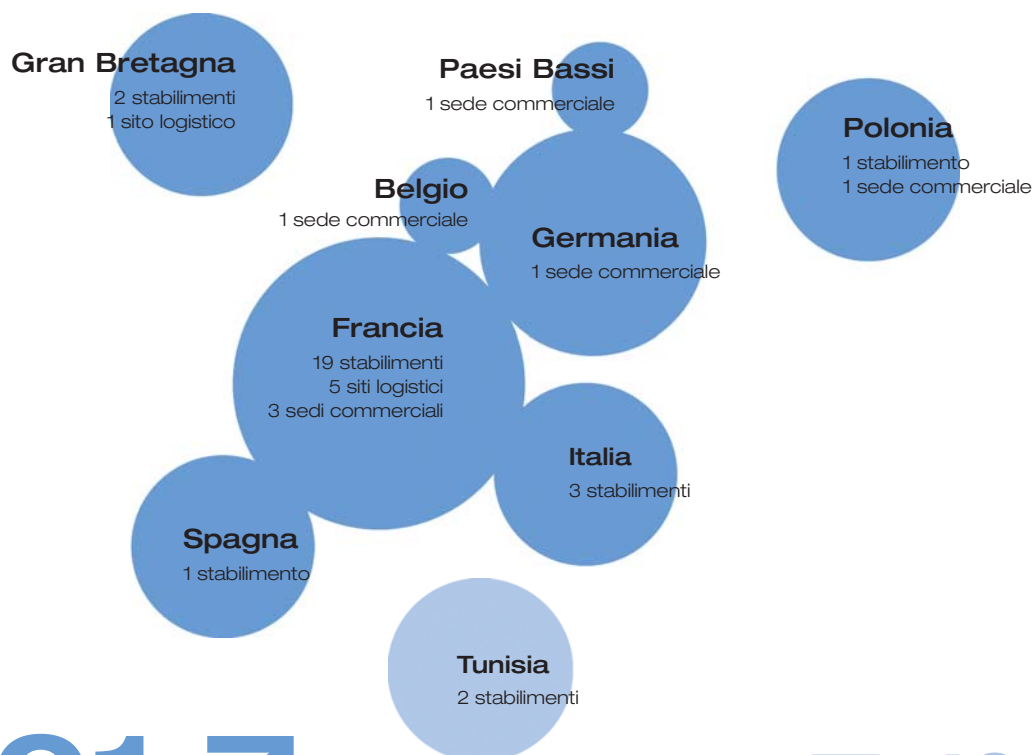 Gran Bretagna
2 stabilimenti
1 sito logistico
Paesi Bassi
1 sede commerciale
Polonia
1 stabilimento
1 sede commerciale
Belgio
1 sede commerciale
Germania
1 sede commerciale
Francia
19 stabilimenti
5 siti logistici
3 sedi commerciali
Italia
3 stabilimenti
Spagna
1 stabilimento
Tunisia
2 stabilimenti